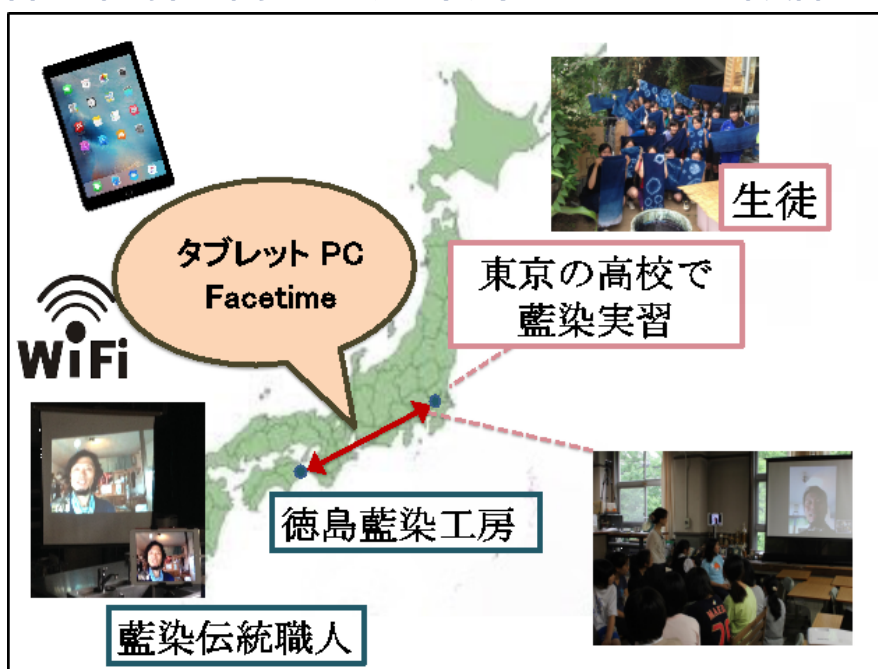 生徒
タブレット PC
Facetime
東京の高校で
藍染実習
WiFi
徳島藍染工房
藍染伝統職人